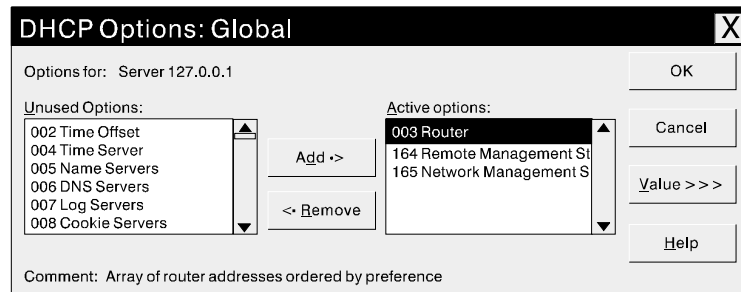 DHCP Options: Global X
Options for: Server 127.0.0.1
OK
Unused Options:
002 Time Offset
004 Time Server
005 Name Servers
006 DNS Servers
007 Log Servers
008 Cookie Servers
Add ->
<- Remove
Active options:
003 Router
164 Remote Management St
165 Network Management S
Cancel
Value >>>
Help
Comment: Array of router addresses ordered by preference